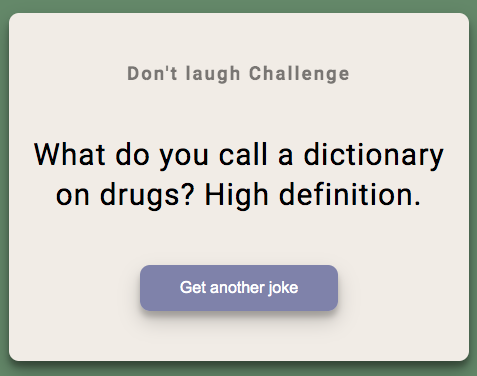 Don't laugh Challenge
What do you call a dictionary
on drugs? High definition.
Get another joke